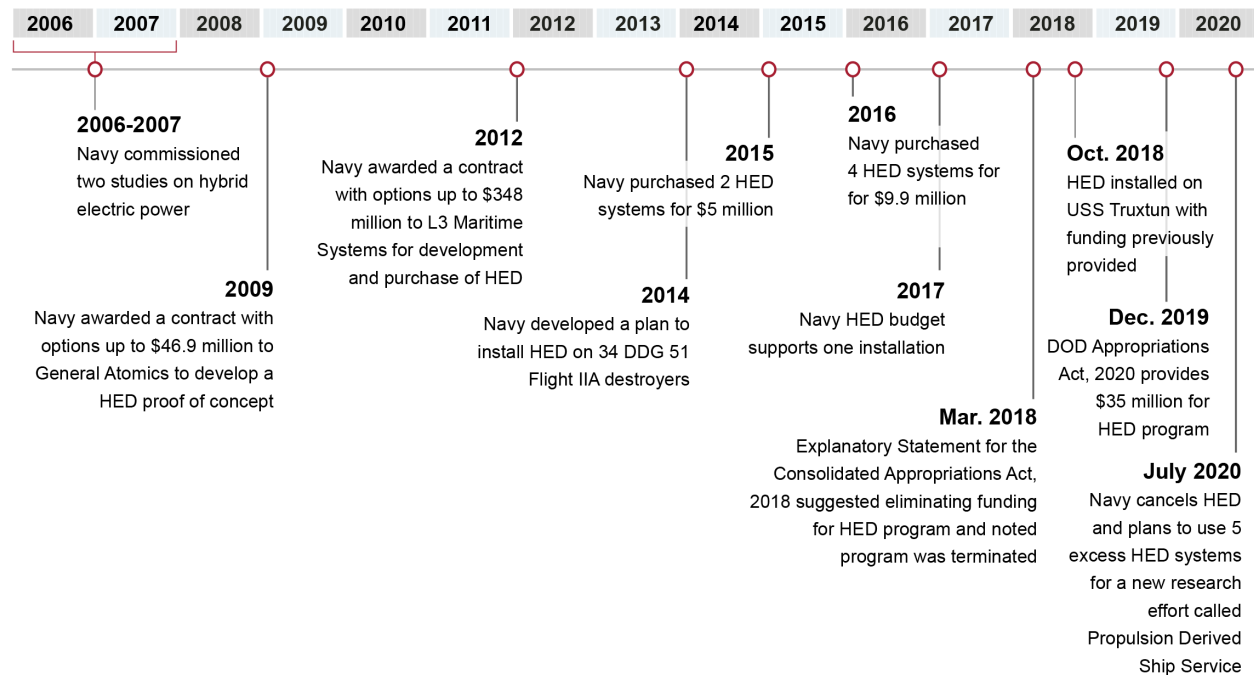 2006 2007 2008 2009 2010 2011 2012 2013 2014 2015 2016 2017 2018 2019 2020
2006-2007
Navy commissioned
two studies on hybrid
electric power
2009
Navy awarded a contract with
options up to $46.9 million to
General Atomics to develop a
HED proof of concept
2012
Navy awarded a contract
with options up to $348
million to L3 Maritime
Systems for development
and purchase of HED
2014
Navy developed a plan to
install HED on 34 DDG 51
Flight IIA destroyers
2015
Navy purchased 2 HED
systems for $5 million
2016
Navy purchased
4 HED systems for
for $9.9 million
2017
Navy HED budget
supports one installation
Mar. 2018
Explanatory Statement for the
Consolidated Appropriations Act,
2018 suggested eliminating funding
for HED program and noted
program was terminated
Oct. 2018
HED installed on
USS Truxtun with
funding previously
provided
Dec. 2019
DOD Appropriations
Act, 2020 provides
$35 million for
HED program
July 2020
Navy cancels HED
and plans to use 5
excess HED systems
for a new research
effort called
Propulsion Derived
Ship Service